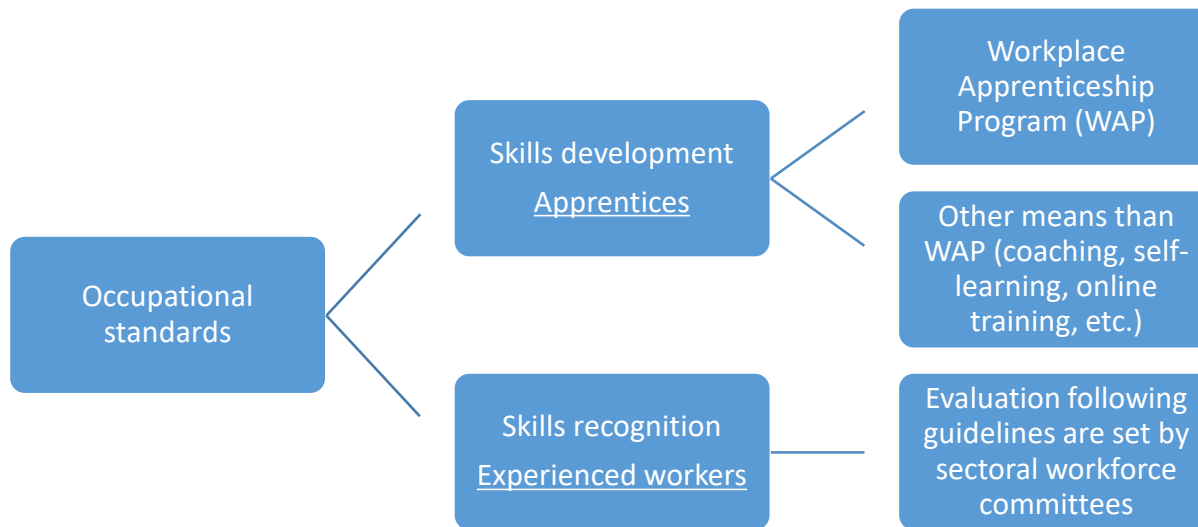 Occupational
standards
Skills development
Apprentices
Workplace
Apprenticeship
Program (WAP)
Other means than
WAP (coaching, self-
learning, online
training, etc.)
Skills recognition
Experienced workers
Evaluation following
guidelines are set by
sectoral workforce
committees